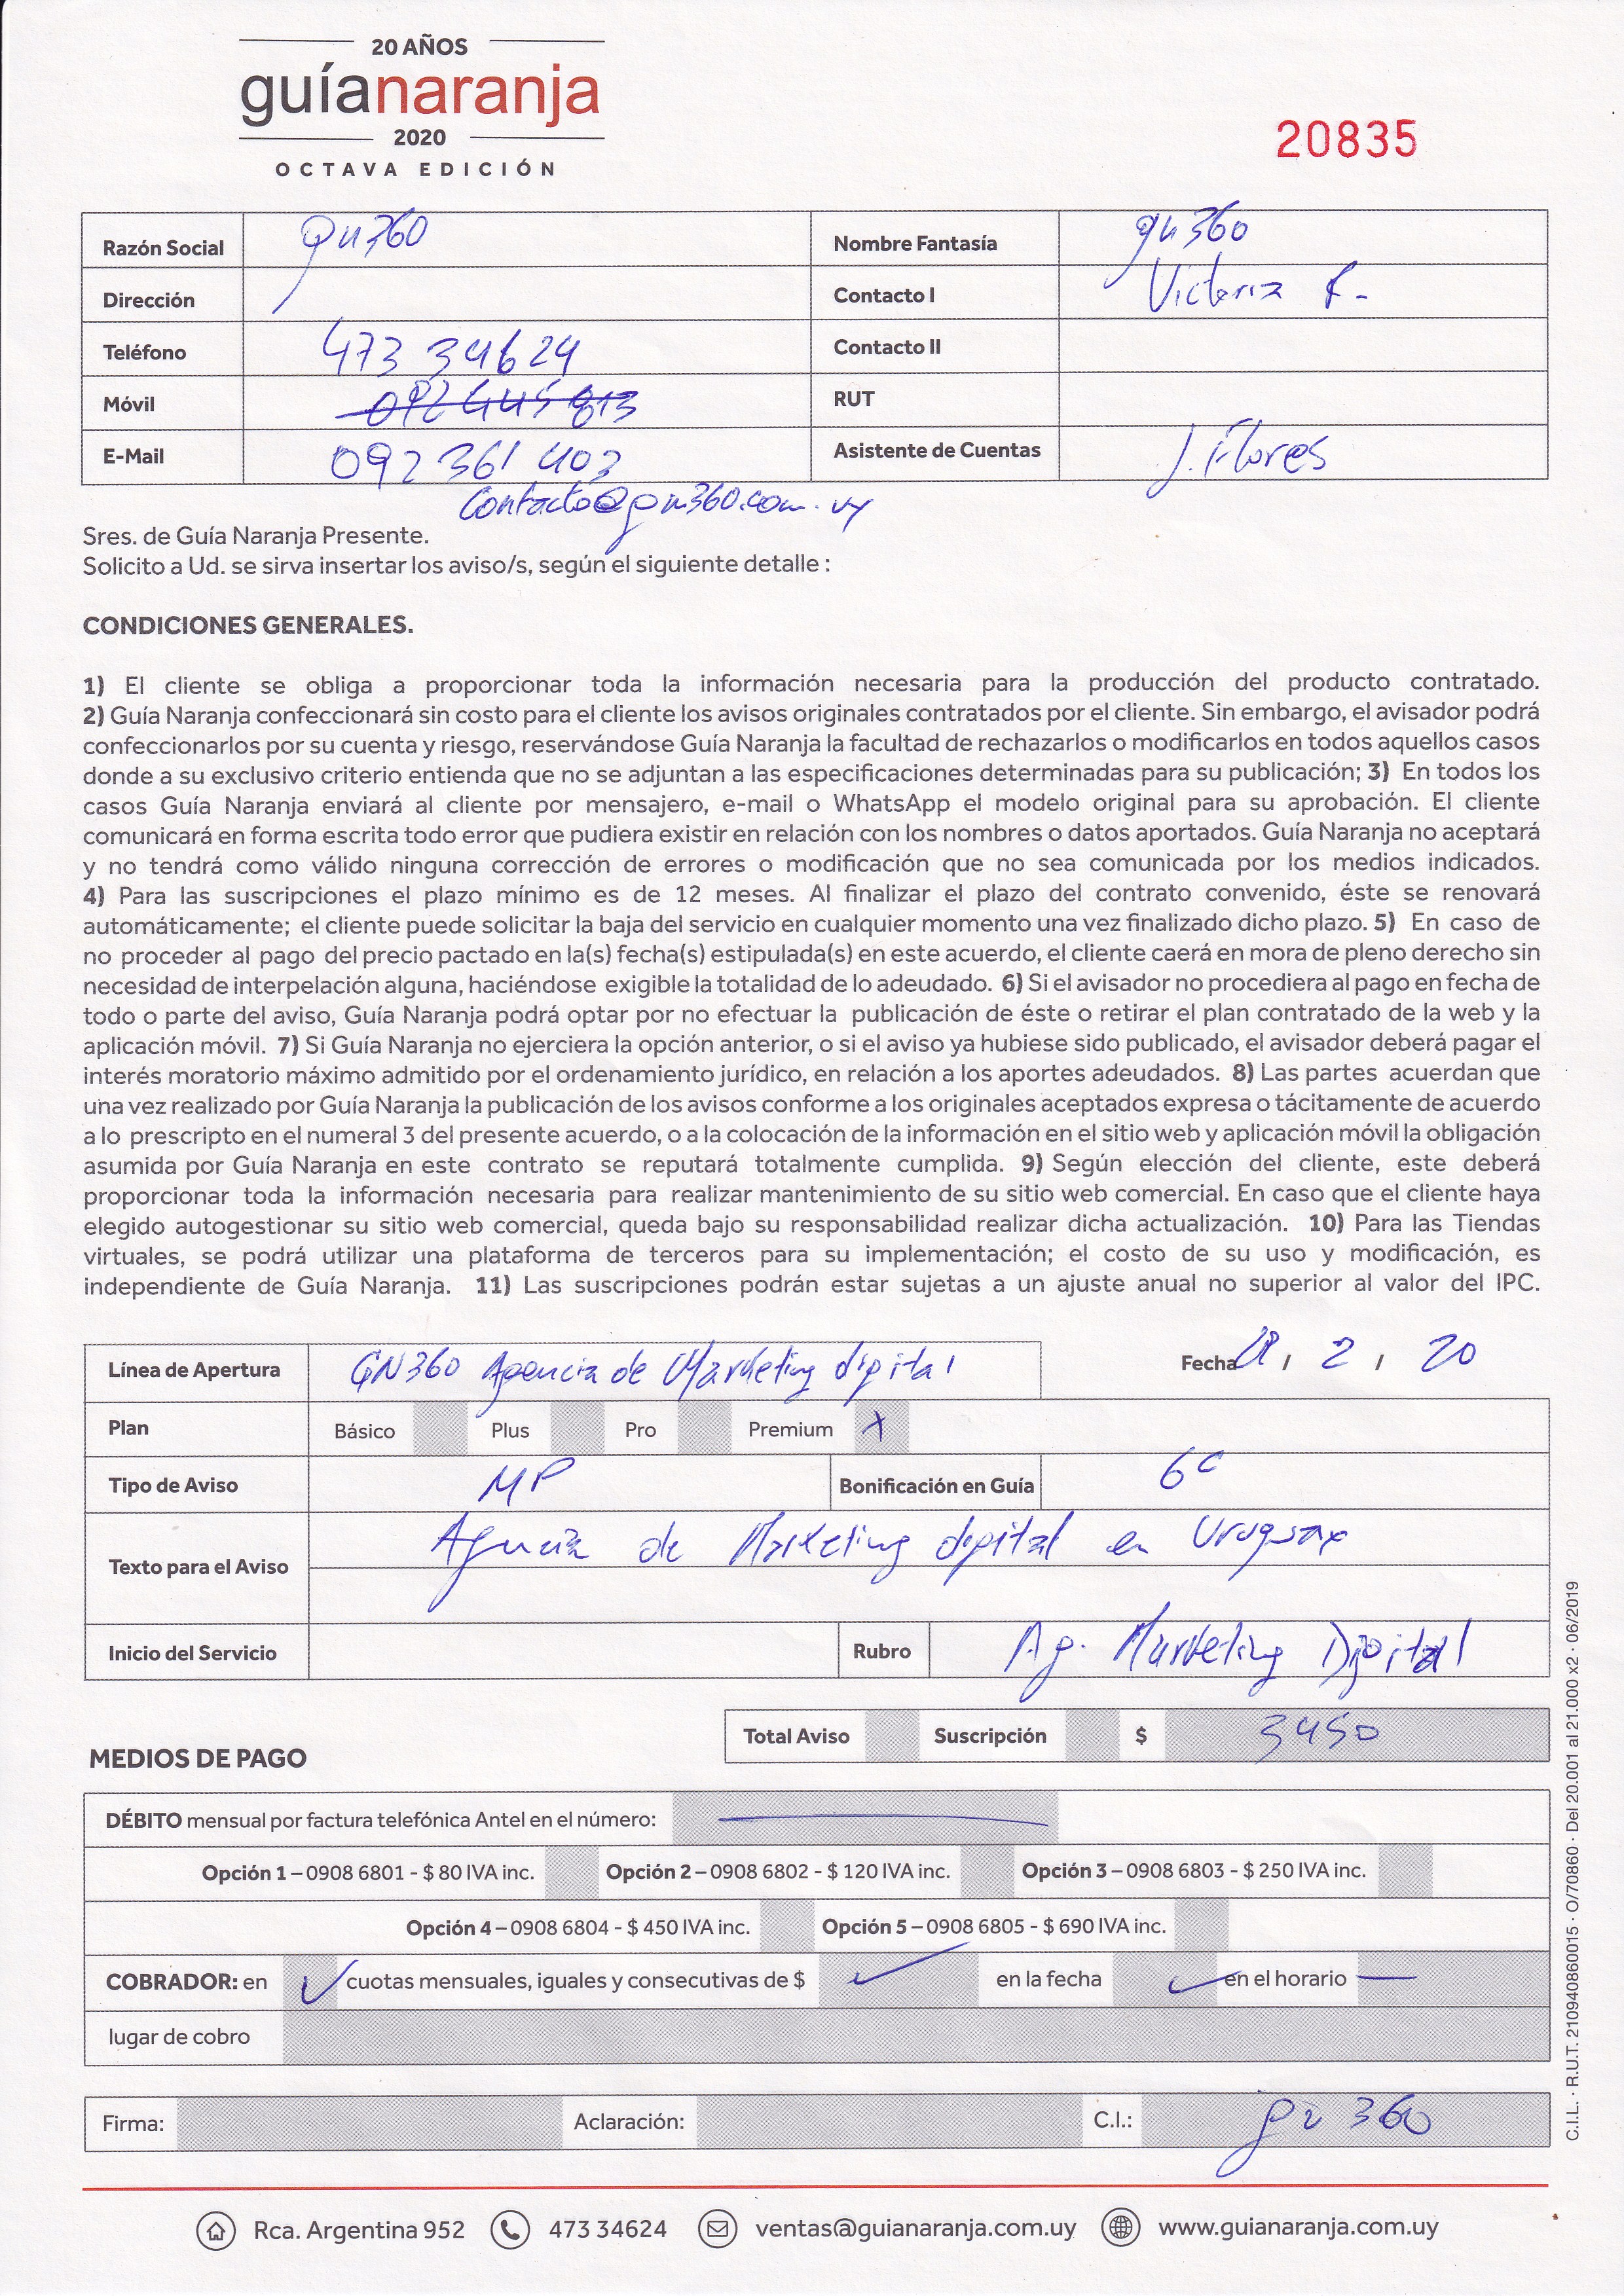 20 AÑOS
guíanaranja
2020
OCTAVA EDICIÓN
20835
Razón Social gn360 Nombre Fantasía gn360
Dirección Contacto I Victoria F.
Teléfono 473 34624 Contacto II
Móvil RUT
E-Mail 092 361 403 Asistente de Cuentas J. Flores
Contacto@gn360.com.uy
Sres. de Guía Naranja Presente.
Solicito a Ud. se sirva insertar los aviso/s, según el siguiente detalle :
CONDICIONES GENERALES.
1) El cliente se obliga a proporcionar toda la información necesaria para la producción del producto contratado.
2) Guía Naranja confeccionará sin costo para el cliente los avisos originales contratados por el cliente. Sin embargo, el avisador podrá
confeccionarlos por su cuenta y riesgo, reservándose Guía Naranja la facultad de rechazarlos o modificarlos en todos aquellos casos
donde a su exclusivo criterio entienda que no se adjuntan a las especificaciones determinadas para su publicación; 3) En todos los
casos Guía Naranja enviará al cliente por mensajero, e-mail o WhatsApp el modelo original para su aprobación. El cliente
comunicará en forma escrita todo error que pudiera existir en relación con los nombres o datos aportados. Guía Naranja no aceptará
y no tendrá como válido ninguna corrección de errores o modificación que no sea comunicada por los medios indicados.
4) Para las suscripciones el plazo mínimo es de 12 meses. Al finalizar el plazo del contrato convenido, éste se renovará
automáticamente; el cliente puede solicitar la baja del servicio en cualquier momento una vez finalizado dicho plazo. 5) En caso de
no proceder al pago del precio pactado en la(s) fecha(s) estipulada(s) en este acuerdo, el cliente caerá en mora de pleno derecho sin
necesidad de interpelación alguna, haciéndose exigible la totalidad de lo adeudado. 6) Si el avisador no procediera al pago en fecha de
todo o parte del aviso, Guía Naranja podrá optar por no efectuar la publicación de éste o retirar el plan contratado de la web y la
aplicación móvil. 7) Si Guía Naranja no ejerciera la opción anterior, o si el aviso ya hubiese sido publicado, el avisador deberá pagar el
interés moratorio máximo admitido por el ordenamiento jurídico, en relación a los aportes adeudados. 8) Las partes acuerdan que
una vez realizado por Guía Naranja la publicación de los avisos conforme a los originales aceptados expresa o tácitamente de acuerdo
a lo prescripto en el numeral 3 del presente acuerdo, o a la colocación de la información en el sitio web y aplicación móvil la obligación
asumida por Guía Naranja en este contrato se reputará totalmente cumplida. 9) Según elección del cliente, este deberá
proporcionar toda la información necesaria para realizar mantenimiento de su sitio web comercial. En caso que el cliente haya
elegido autogestionar su sitio web comercial, queda bajo su responsabilidad realizar dicha actualización. 10) Para las Tiendas
virtuales, se podrá utilizar una plataforma de terceros para su implementación; el costo de su uso y modificación, es
independiente de Guía Naranja. 11) Las suscripciones podrán estar sujetas a un ajuste anual no superior al valor del IPC.
Línea de Apertura GN360 Agencia de Marketing digital Fecha / 2 / 20
Plan Básico Plus Pro Premium X
Tipo de Aviso MP Bonificación en Guía 6c
Texto para el Aviso Agencia de Marketing digital en Uruguay
Inicio del Servicio Rubro Ag. Marketing Digital
Total Aviso Suscripción $ 3450
MEDIOS DE PAGO
DÉBITO mensual por factura telefónica Antel en el número:
Opción 1 – 0908 6801 - $ 80 IVA inc. Opción 2 – 0908 6802 - $ 120 IVA inc. Opción 3 – 0908 6803 - $ 250 IVA inc.
Opción 4 – 0908 6804 - $ 450 IVA inc. Opción 5 – 0908 6805 - $ 690 IVA inc.
COBRADOR: en cuotas mensuales, iguales y consecutivas de $ en la fecha en el horario
lugar de cobro
Firma: Aclaración: C.I.: gn 360
Rca. Argentina 952 473 34624 ventas@guianaranja.com.uy www.guianaranja.com.uy
C.I.L. · R.U.T. 210940860015 · O/70860 · Del 20.001 al 21.000 x2 · 06/2019